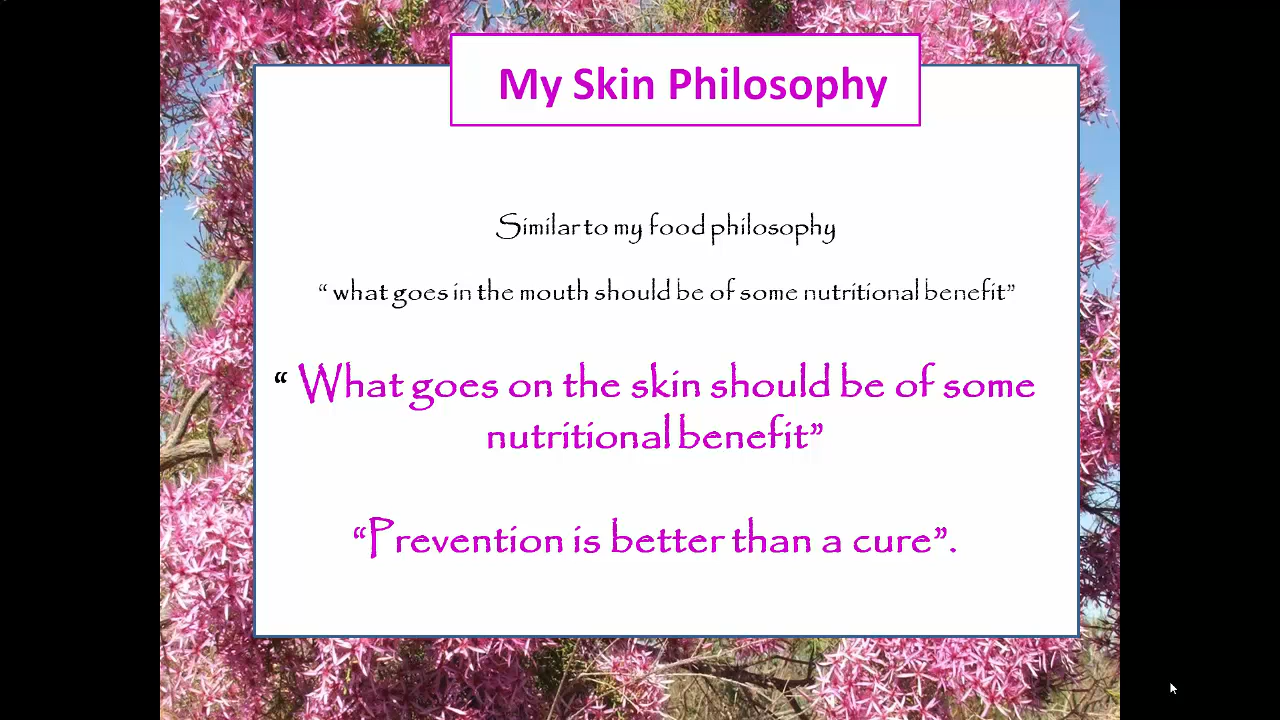 My Skin Philosophy
Similar to my food philosophy
“ what goes in the mouth should be of some nutritional benefit”
“ What goes on the skin should be of some
nutritional benefit”
“Prevention is better than a cure”.